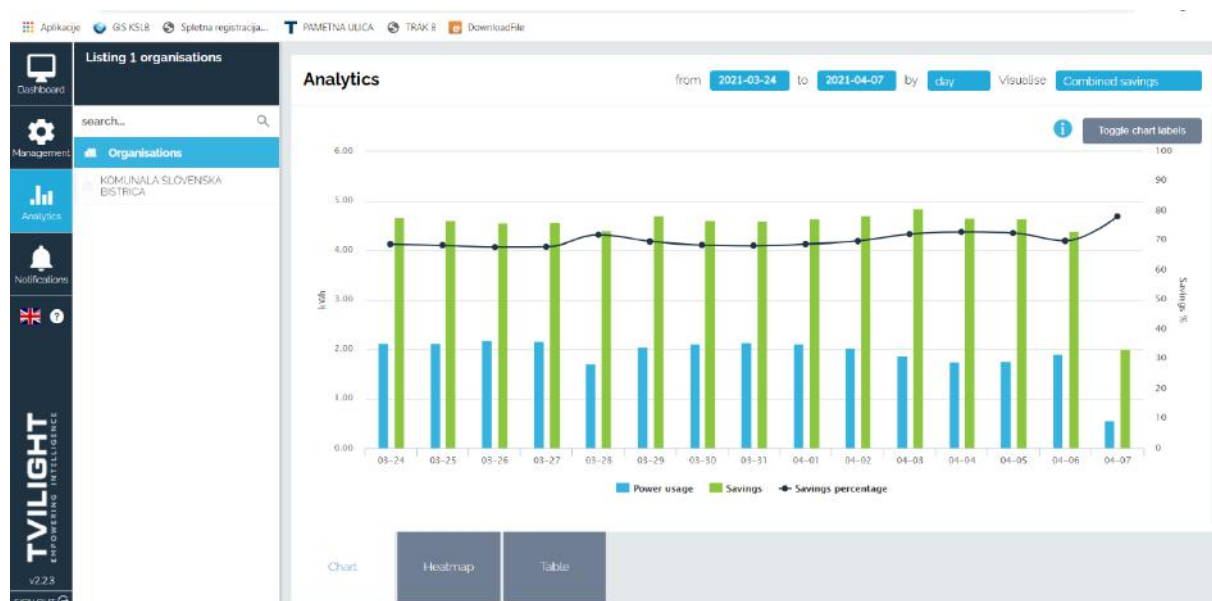 Aplikacije GIS KSLB Spletna registracija... PAMETNA ULICA TRAK 8 DownloadFile
Dashboard
Management
Analytics
Notifications
TVILIGHT
EMPOWERING INTELLIGENCE
v2.2.3
Listing 1 organisations
search...
Organisations
KOMUNALA SLOVENSKA
BISTRICA
Analytics from 2021-03-24 to 2021-04-07 by day Visualise Combined savings
Toggle chart labels
6.00
5.00
4.00
3.00
2.00
1.00
0.00
kWh
100
90
80
70
60
50
40
30
20
10
0
Savings %
03-24 03-25 03-26 03-27 03-28 03-29 03-30 03-31 04-01 04-02 04-03 04-04 04-05 04-06 04-07
Power usage Savings Savings percentage
Chart Heatmap Table